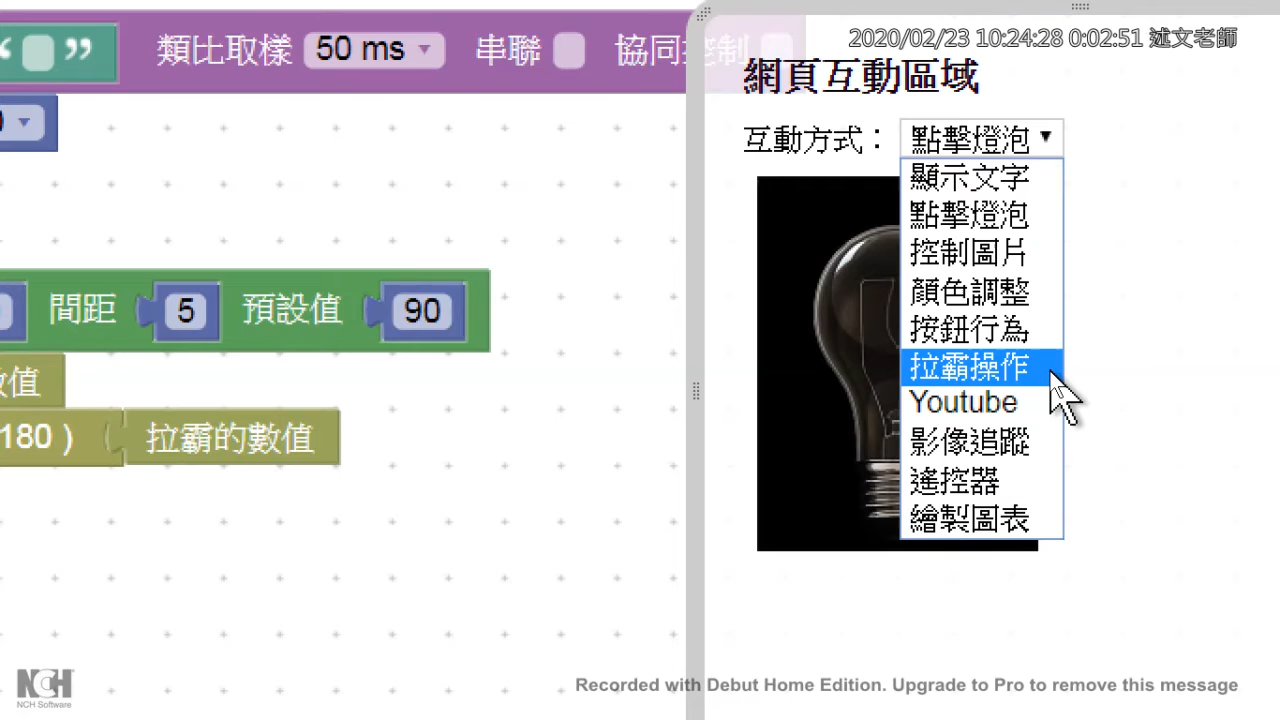 “ ” 類比取樣 50 ms 串聯 協同控制
2020/02/23 10:24:28 0:02:51 述文老師
網頁互動區域
互動方式： 點擊燈泡
顯示文字
點擊燈泡
控制圖片
顏色調整
按鈕行為
拉霸操作
Youtube
影像追蹤
遙控器
繪製圖表
間距 5 預設值 90
數值
180 ) 拉霸的數值
NCH
NCH Software
Recorded with Debut Home Edition. Upgrade to Pro to remove this message